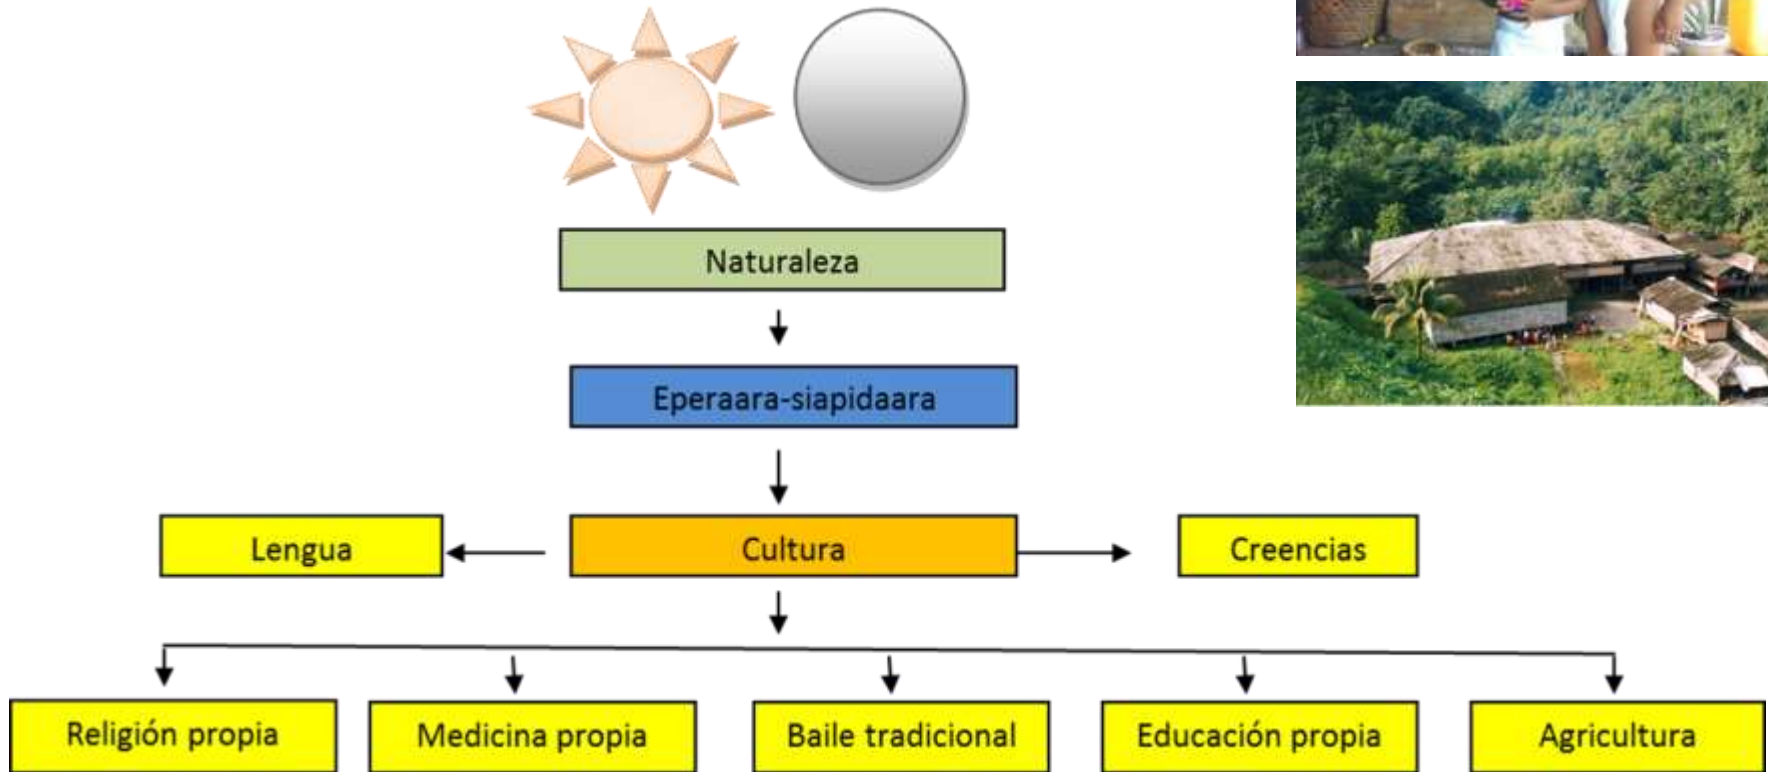 Naturaleza
Eperaara-siapidaara
Lengua
Cultura
Creencias
Religión propia
Medicina propia
Baile tradicional
Educación propia
Agricultura